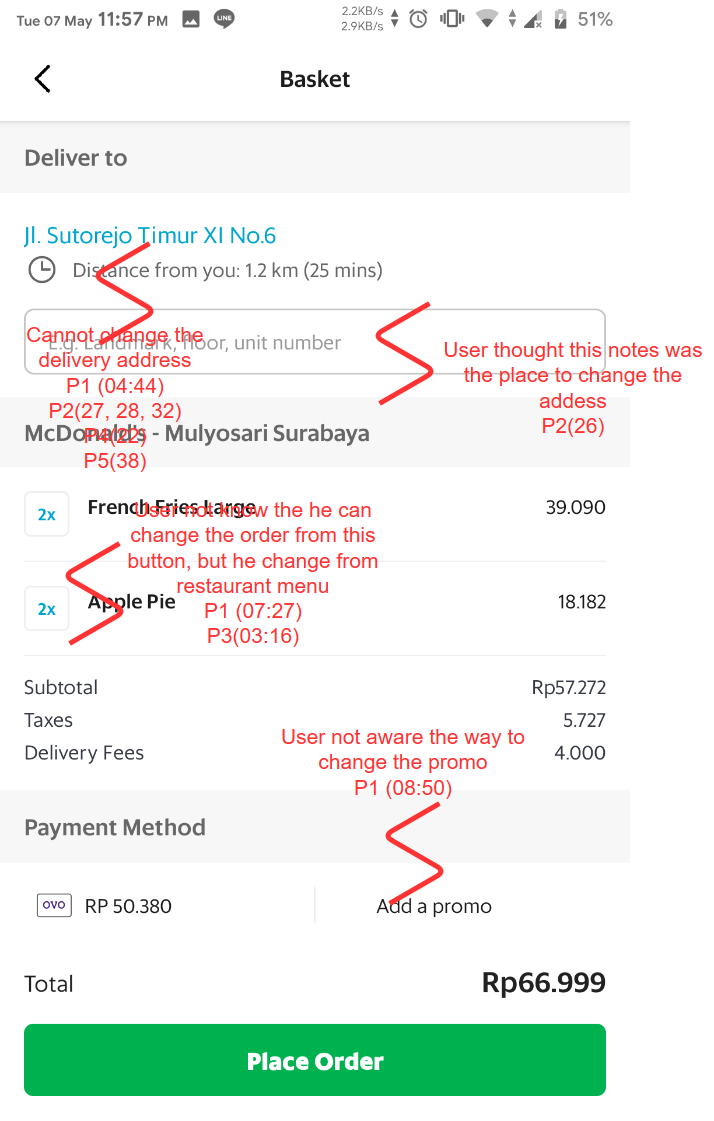 Tue 07 May 11:57 PM LINE 2.2KB/s 2.9KB/s 51%
Basket
Deliver to
Jl. Sutorejo Timur XI No.6
Distance from you: 1.2 km (25 mins)
E.g. Landmark, floor, unit number
Cannot change the
delivery address
P1 (04:44)
P2(27, 28, 32)
P4(22)
P5(38)
User thought this notes was
the place to change the
addess
P2(26)
McDonald's - Mulyosari Surabaya
2x French Fries Large 39.090
User not know the he can
change the order from this
button, but he change from
restaurant menu
P1 (07:27)
P3(03:16)
2x Apple Pie 18.182
Subtotal Rp57.272
Taxes 5.727
Delivery Fees 4.000
User not aware the way to
change the promo
P1 (08:50)
Payment Method
OVO RP 50.380 Add a promo
Total Rp66.999
Place Order